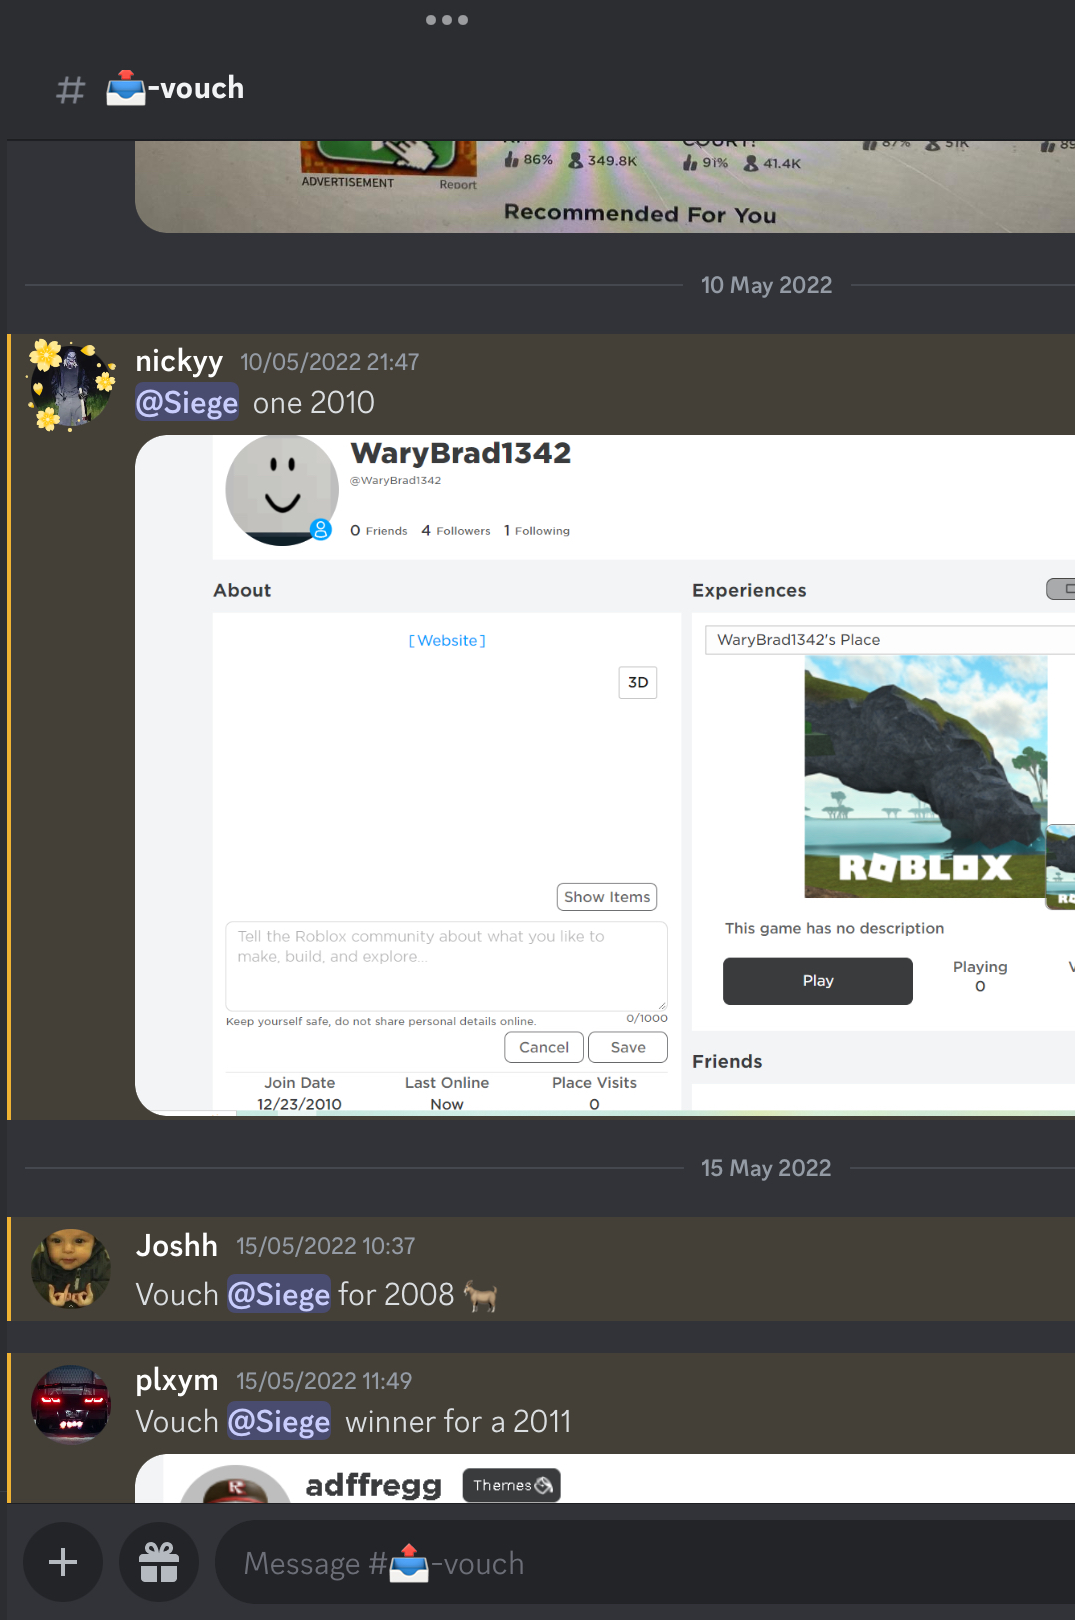 -vouch
COURT!
87% 51K
86% 349.8K
91% 41.4K
ADVERTISEMENT Report
Recommended For You
10 May 2022
nickyy 10/05/2022 21:47
@Siege one 2010
WaryBrad1342
@WaryBrad1342
0 Friends 4 Followers 1 Following
About
Experiences
[Website]
WaryBrad1342's Place
3D
ROBLOX
Show Items
Tell the Roblox community about what you like to
make, build, and explore...
This game has no description
Play
Playing
0
Keep yourself safe, do not share personal details online. 0/1000
Cancel Save
Friends
Join Date Last Online Place Visits
12/23/2010 Now 0
15 May 2022
Joshh 15/05/2022 10:37
Vouch @Siege for 2008
plxym 15/05/2022 11:49
Vouch @Siege winner for a 2011
adffregg Themes
Message # -vouch